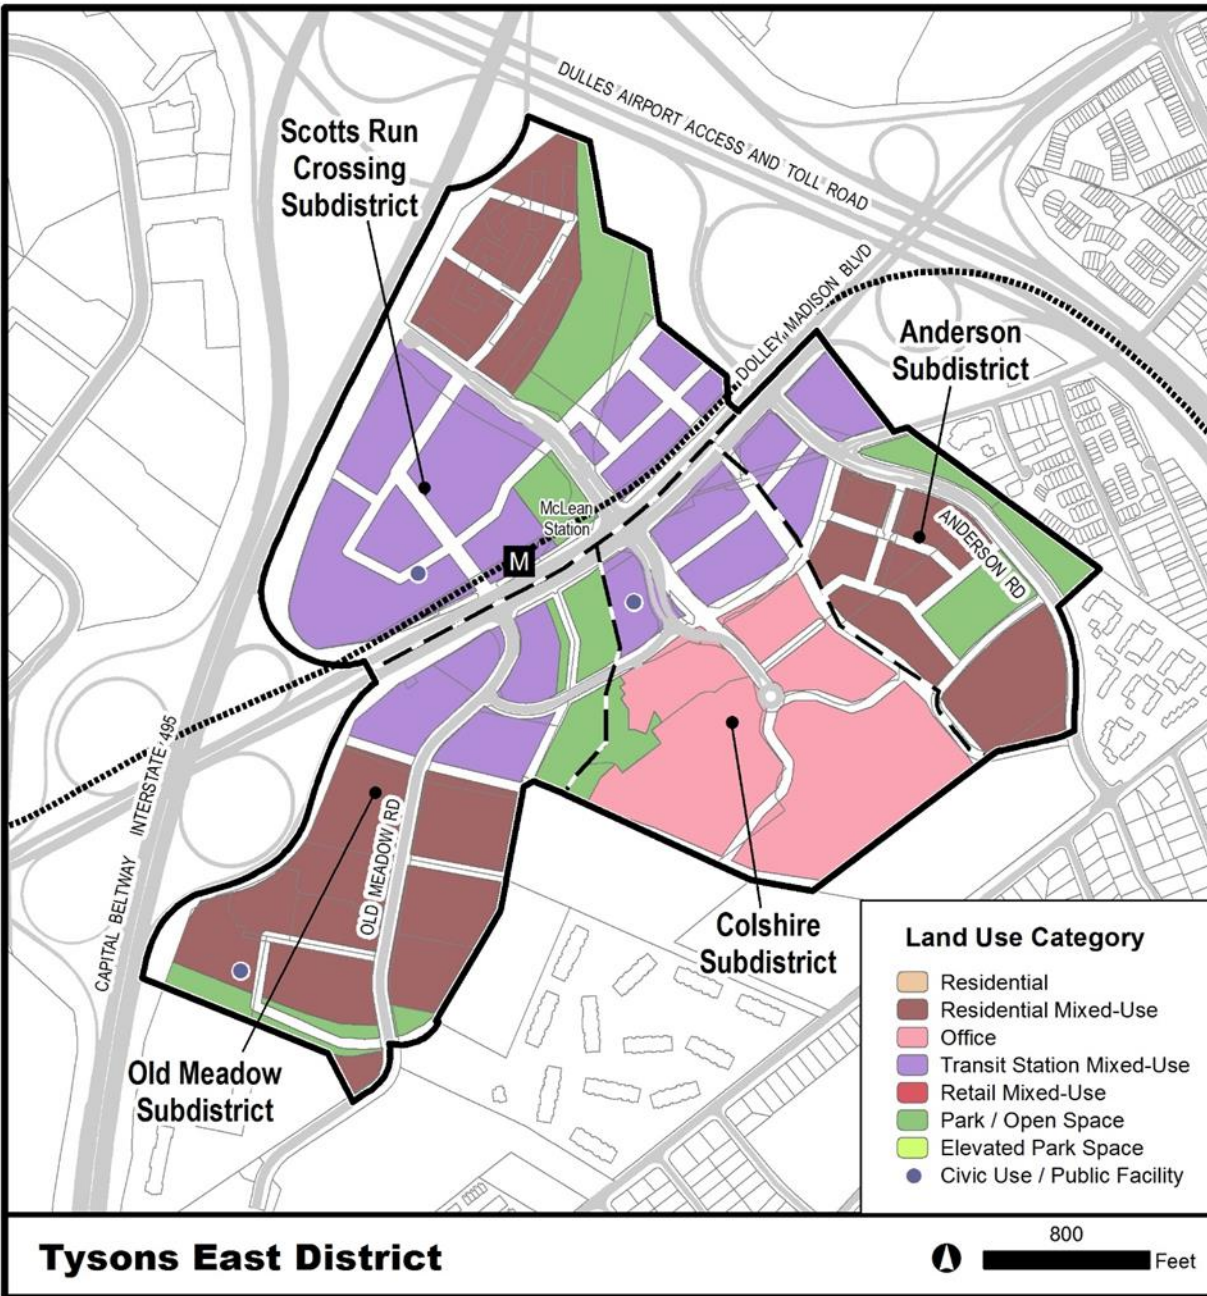 DULLES AIRPORT ACCESS AND TOLL ROAD
Scotts Run
Crossing
Subdistrict
DOLLEY MADISON BLVD
Anderson
Subdistrict
McLean
Station
M
ANDERSON RD
CAPITAL BELTWAY INTERSTATE 495
OLD MEADOW RD
Colshire
Subdistrict
Old Meadow
Subdistrict
Land Use Category
Residential
Residential Mixed-Use
Office
Transit Station Mixed-Use
Retail Mixed-Use
Park / Open Space
Elevated Park Space
Civic Use / Public Facility
Tysons East District
800
Feet